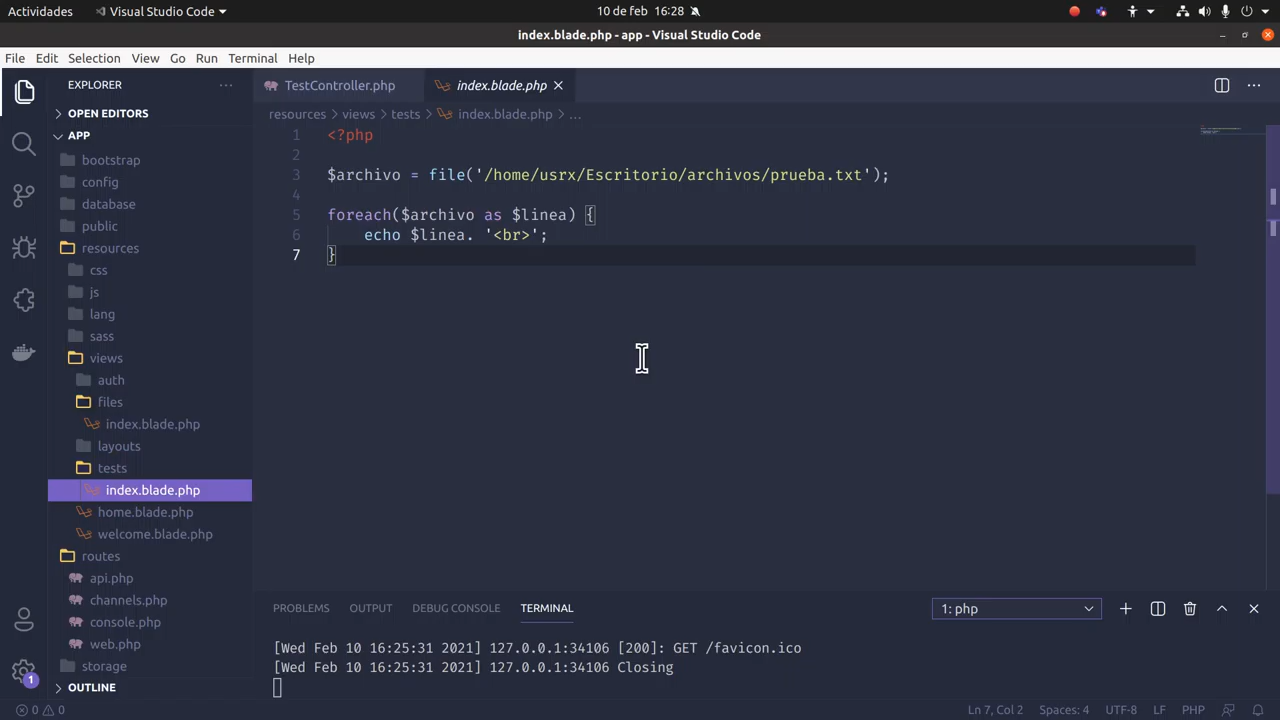 Actividades
Visual Studio Code
10 de feb 16:28
index.blade.php - app - Visual Studio Code
File Edit Selection View Go Run Terminal Help
EXPLORER
OPEN EDITORS
APP
bootstrap
config
database
public
resources
css
js
lang
sass
views
auth
files
index.blade.php
layouts
tests
index.blade.php
home.blade.php
welcome.blade.php
routes
api.php
channels.php
console.php
web.php
storage
OUTLINE
TestController.php
index.blade.php
resources > views > tests > index.blade.php > ...
1 <?php
2
3 $archivo = file('/home/usrx/Escritorio/archivos/prueba.txt');
4
5 foreach($archivo as $linea) {
6 echo $linea. '<br>';
7 }
PROBLEMS OUTPUT DEBUG CONSOLE TERMINAL
1: php
[Wed Feb 10 16:25:31 2021] 127.0.0.1:34106 [200]: GET /favicon.ico
[Wed Feb 10 16:25:31 2021] 127.0.0.1:34106 Closing
1
0 0
Ln 7, Col 2 Spaces: 4 UTF-8 LF PHP